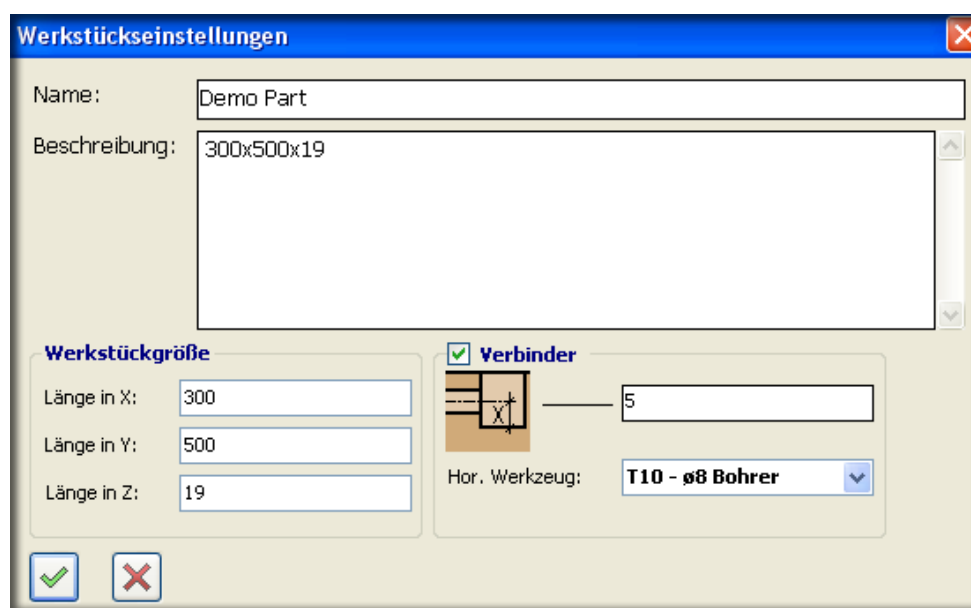 Werkstückseinstellungen
Name: Demo Part
Beschreibung: 300x500x19
Werkstückgröße
Länge in X: 300
Länge in Y: 500
Länge in Z: 19
Verbinder
X 5
Hor. Werkzeug: T10 - ø8 Bohrer